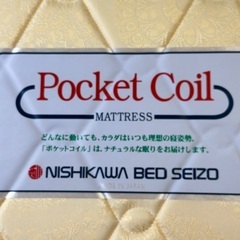 Pocket Coil
MATTRESS
どんなに動いても、カラダはいつも理想の寝姿勢。
「ポケットコイル」は、ナチュラルな眠りをお届けします。
NISHIKAWA BED SEIZO